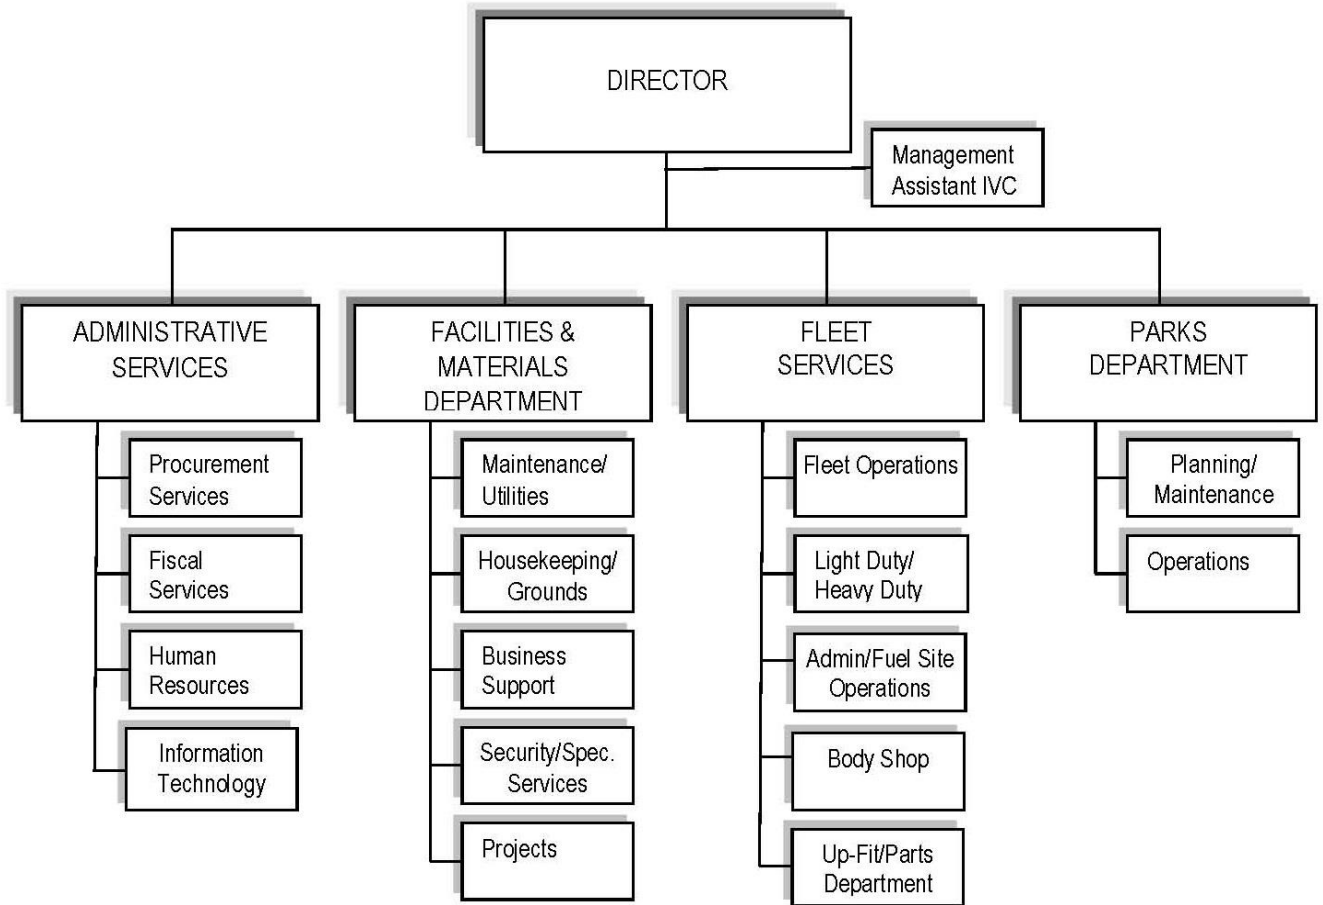 DIRECTOR
Management
Assistant IVC
ADMINISTRATIVE
SERVICES
Procurement
Services
Fiscal
Services
Human
Resources
Information
Technology
FACILITIES &
MATERIALS
DEPARTMENT
Maintenance/
Utilities
Housekeeping/
Grounds
Business
Support
Security/Spec.
Services
Projects
FLEET
SERVICES
Fleet Operations
Light Duty/
Heavy Duty
Admin/Fuel Site
Operations
Body Shop
Up-Fit/Parts
Department
PARKS
DEPARTMENT
Planning/
Maintenance
Operations